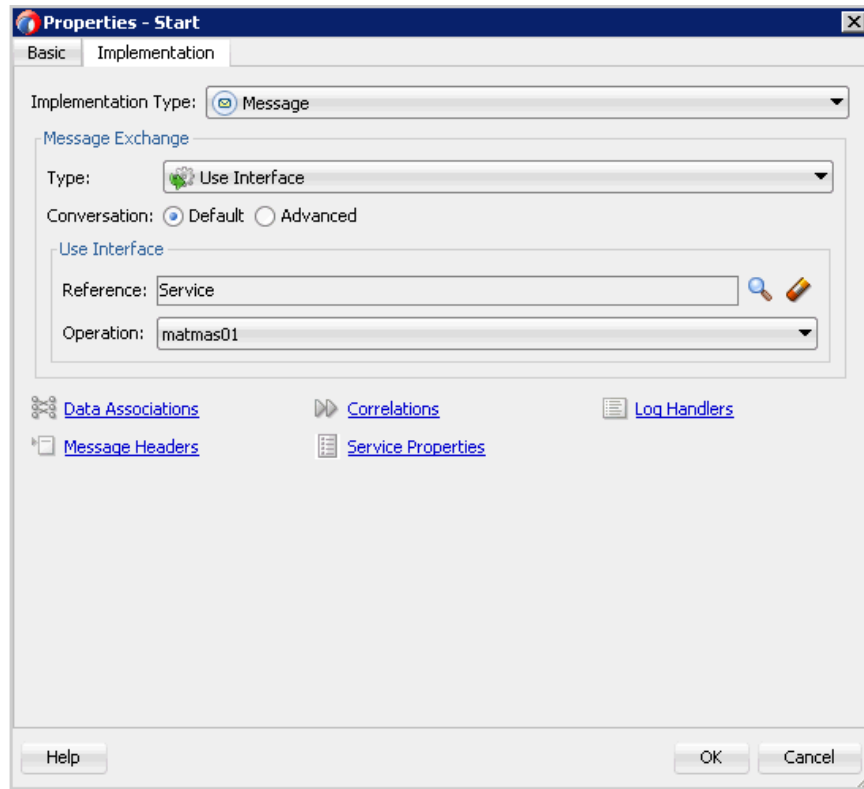 Properties - Start
Basic Implementation
Implementation Type: Message
Message Exchange
Type: Use Interface
Conversation: Default Advanced
Use Interface
Reference: Service
Operation: matmas01
Data Associations Correlations Log Handlers
Message Headers Service Properties
Help OK Cancel